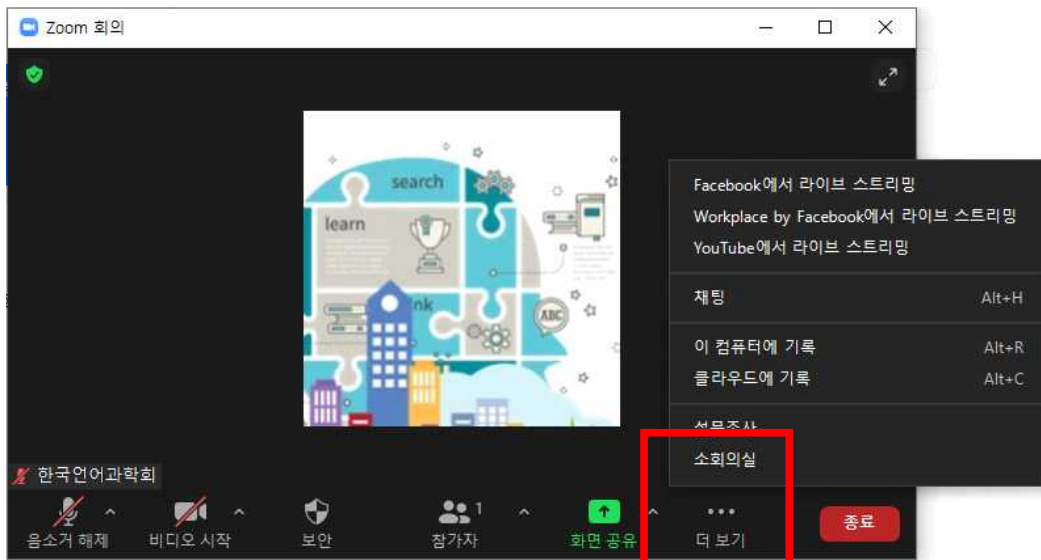 Zoom 회의
search
learn
ABC
Facebook에서 라이브 스트리밍
Workplace by Facebook에서 라이브 스트리밍
YouTube에서 라이브 스트리밍
채팅 Alt+H
이 컴퓨터에 기록 Alt+R
클라우드에 기록 Alt+C
설문조사
소회의실
한국언어과학회
1
음소거 해제 비디오 시작 보안 참가자 화면 공유 더 보기 종료